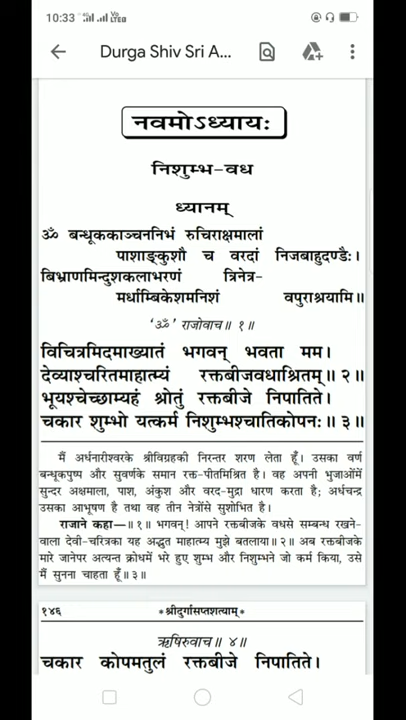 10:33
Durga Shiv Sri A...
नवमोऽध्यायः
निशुम्भ-वध
ध्यानम्
ॐ बन्धूककाञ्चननिभं रुचिराक्षमालां
पाशाङ्कुशौ च वरदां निजबाहुदण्डैः।
बिभ्राणमिन्दुशकलाभरणं त्रिनेत्र-
मर्धाम्बिकेशमनिशं वपुराश्रयामि॥
'ॐ' राजोवाच॥ १॥
विचित्रमिदमाख्यातं भगवन् भवता मम।
देव्याश्चरितमाहात्म्यं रक्तबीजवधाश्रितम्॥ २॥
भूयश्चेच्छाम्यहं श्रोतुं रक्तबीजे निपातिते।
चकार शुम्भो यत्कर्म निशुम्भश्चातिकोपनः॥ ३॥
मैं अर्धनारीश्वरके श्रीविग्रहकी निरन्तर शरण लेता हूँ। उसका वर्ण
बन्धूकपुष्प और सुवर्णके समान रक्त-पीतमिश्रित है। वह अपनी भुजाओंमें
सुन्दर अक्षमाला, पाश, अंकुश और वरद-मुद्रा धारण करता है; अर्धचन्द्र
उसका आभूषण है तथा वह तीन नेत्रोंसे सुशोभित है।
राजाने कहा—॥ १॥ भगवन्! आपने रक्तबीजके वधसे सम्बन्ध रखने-
वाला देवी-चरित्रका यह अद्भुत माहात्म्य मुझे बतलाया॥ २॥ अब रक्तबीजके
मारे जानेपर अत्यन्त क्रोधमें भरे हुए शुम्भ और निशुम्भने जो कर्म किया, उसे
मैं सुनना चाहता हूँ॥ ३॥
१४६ *श्रीदुर्गासप्तशत्याम्*
ऋषिरुवाच॥ ४॥
चकार कोपमतुलं रक्तबीजे निपातिते।